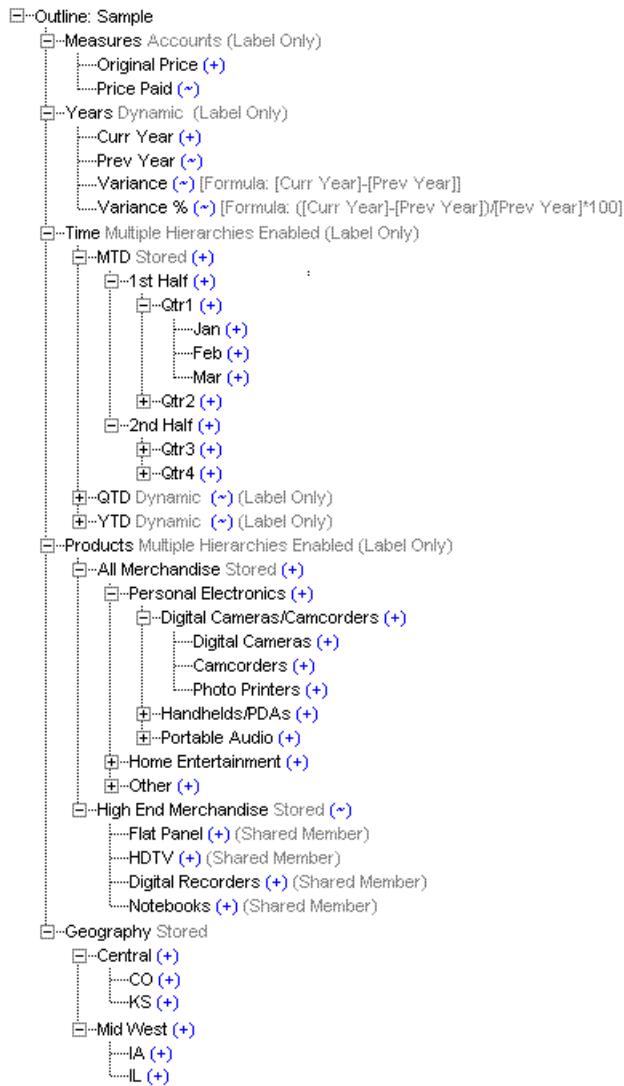 Outline: Sample
Measures Accounts (Label Only)
Original Price (+)
Price Paid (~)
Years Dynamic (Label Only)
Curr Year (+)
Prev Year (~)
Variance (~) [Formula: [Curr Year]-[Prev Year]]
Variance % (~) [Formula: ([Curr Year]-[Prev Year])/[Prev Year]*100]
Time Multiple Hierarchies Enabled (Label Only)
MTD Stored (+)
1st Half (+)
Qtr1 (+)
Jan (+)
Feb (+)
Mar (+)
Qtr2 (+)
2nd Half (+)
Qtr3 (+)
Qtr4 (+)
QTD Dynamic (~) (Label Only)
YTD Dynamic (~) (Label Only)
Products Multiple Hierarchies Enabled (Label Only)
All Merchandise Stored (+)
Personal Electronics (+)
Digital Cameras/Camcorders (+)
Digital Cameras (+)
Camcorders (+)
Photo Printers (+)
Handhelds/PDAs (+)
Portable Audio (+)
Home Entertainment (+)
Other (+)
High End Merchandise Stored (~)
Flat Panel (+) (Shared Member)
HDTV (+) (Shared Member)
Digital Recorders (+) (Shared Member)
Notebooks (+) (Shared Member)
Geography Stored
Central (+)
CO (+)
KS (+)
Mid West (+)
IA (+)
IL (+)